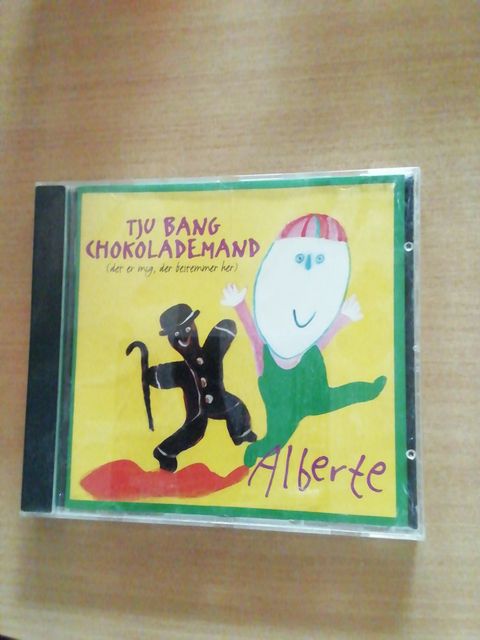 TJU BANG
CHOKOLADEMAND
(det er mig, der bestemmer her)
Alberte